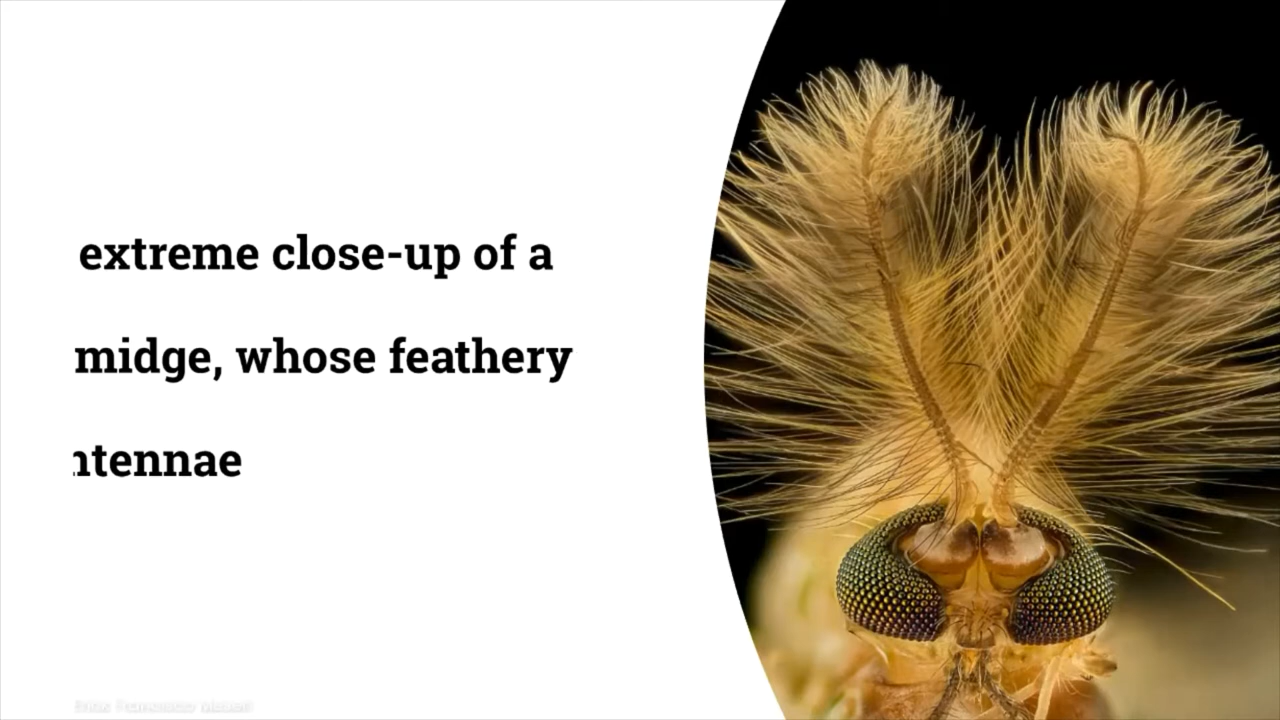 extreme close-up of a
midge, whose feathery
ntennae